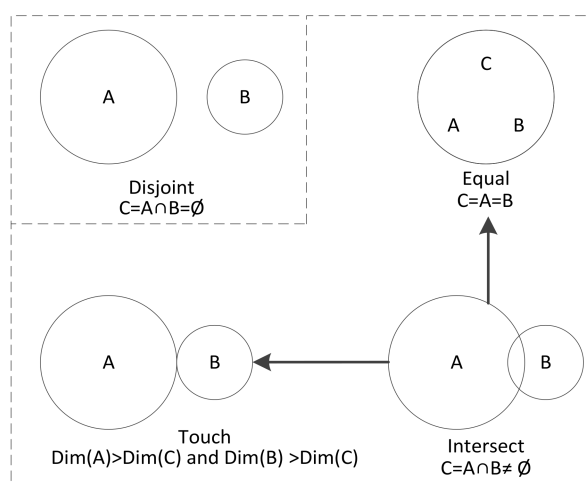 A
B
Disjoint
C=A∩B=Ø
C
A
B
Equal
C=A=B
A
B
Touch
Dim(A)>Dim(C) and Dim(B) >Dim(C)
A
B
Intersect
C=A∩B≠ Ø